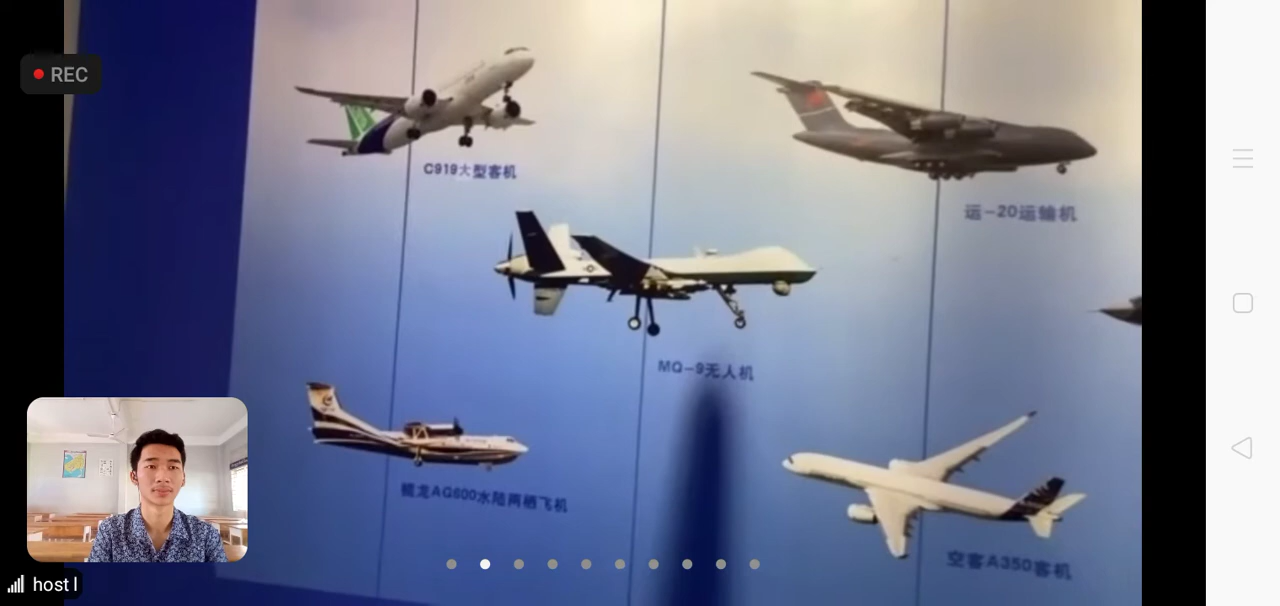 REC
C919大型客机
运-20运输机
MQ-9无人机
鲲龙AG600水陆两栖飞机
空客A350客机
host l